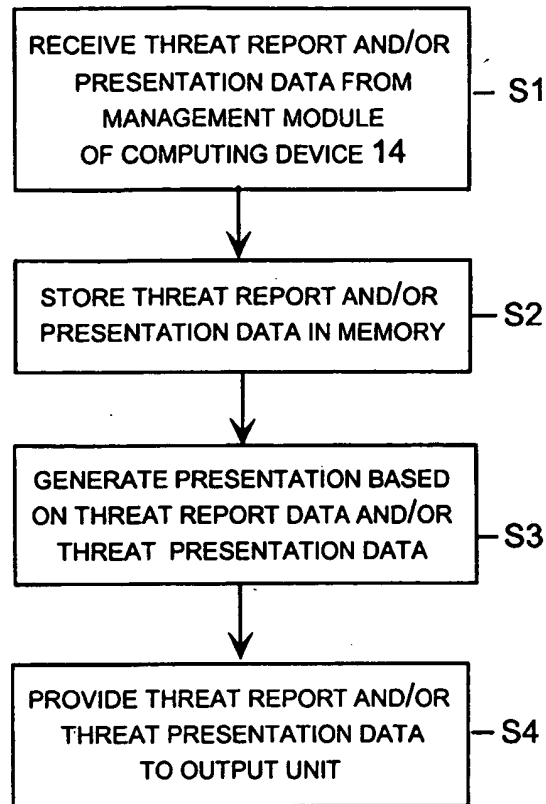 RECEIVE THREAT REPORT AND/OR
PRESENTATION DATA FROM
MANAGEMENT MODULE
OF COMPUTING DEVICE 14
S1
STORE THREAT REPORT AND/OR
PRESENTATION DATA IN MEMORY
S2
GENERATE PRESENTATION BASED
ON THREAT REPORT DATA AND/OR
THREAT PRESENTATION DATA
S3
PROVIDE THREAT REPORT AND/OR
THREAT PRESENTATION DATA
TO OUTPUT UNIT
S4